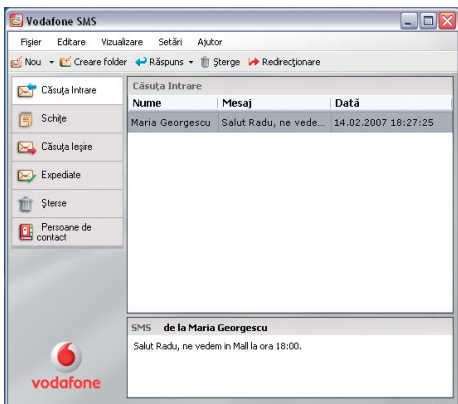 Vodafone SMS
Fişier Editare Vizualizare Setări Ajutor
Nou Creare folder Răspuns Şterge Redirecţionare
Căsuţa Intrare
Schiţe
Căsuţa Ieşire
Expediate
Şterse
Persoane de
contact
Căsuţa Intrare
Nume Mesaj Dată
Maria Georgescu Salut Radu, ne vede... 14.02.2007 18:27:25
SMS de la Maria Georgescu
Salut Radu, ne vedem in Mall la ora 18:00.
vodafone